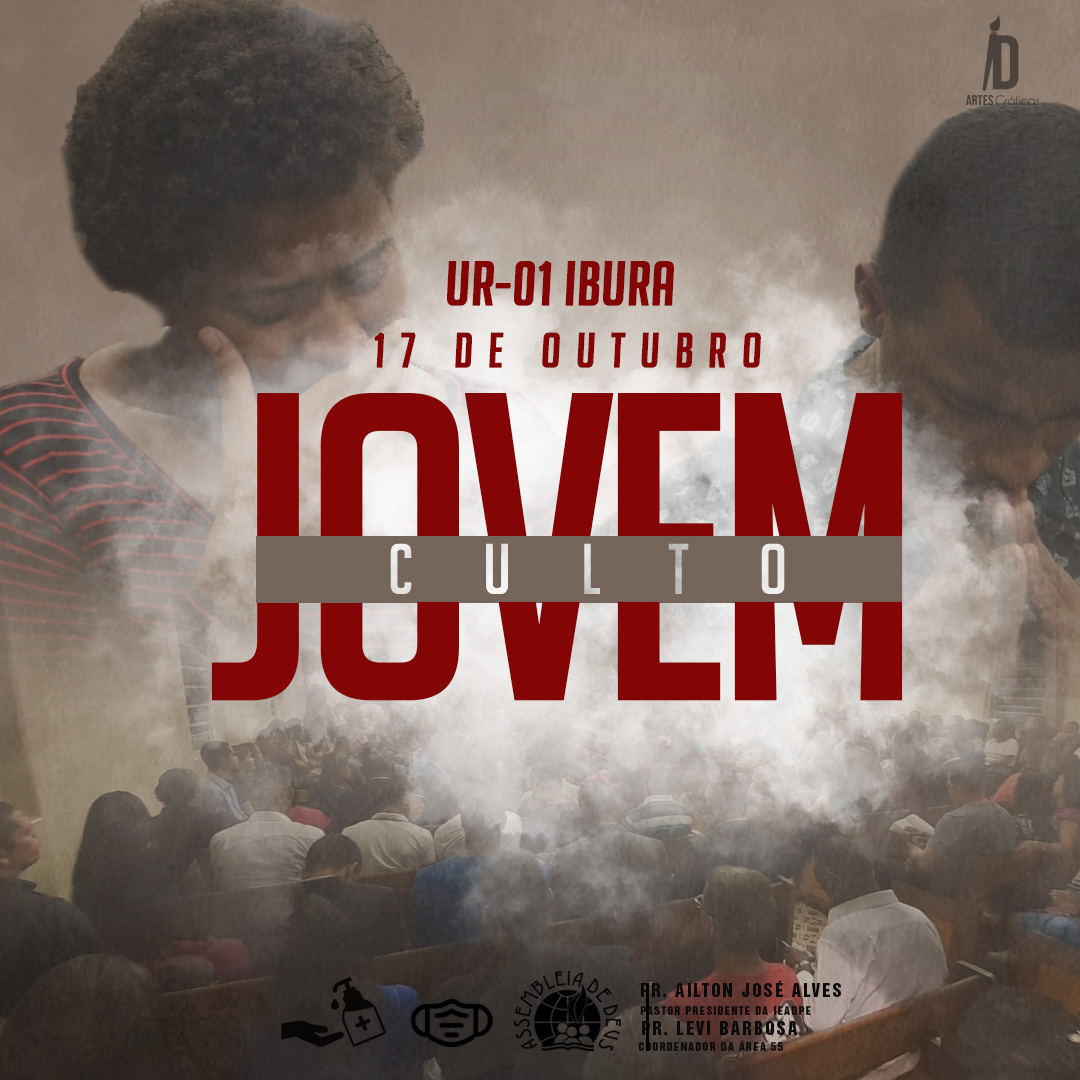 D
ARTES Gráficas
UR-01 IBURA
17 DE OUTUBRO
JOVEM
CULTO
ASSEMBLEIA DE DEUS
PR. AILTON JOSÉ ALVES
PASTOR PRESIDENTE DA IEADPE
PR. LEVI BARBOSA
COORDENADOR DA ÁREA 55